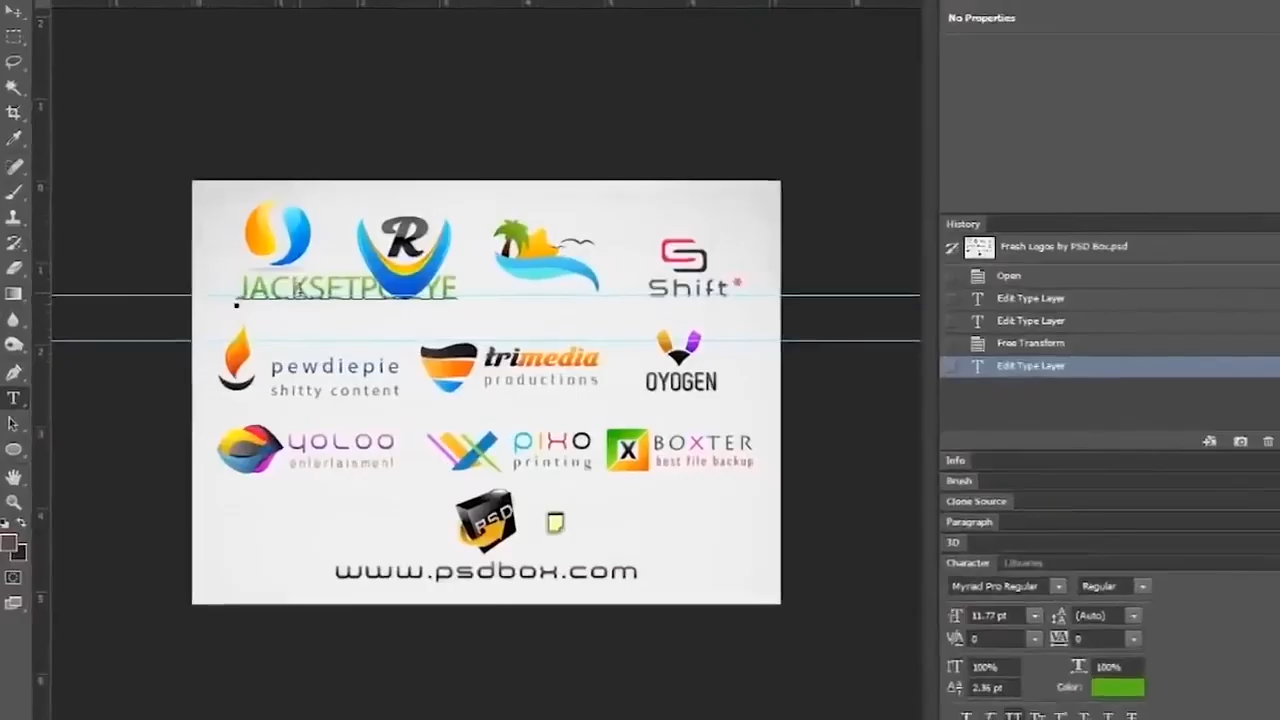 No Properties
History
Fresh Logos by PSD Box.psd
Open
Edit Type Layer
Edit Type Layer
Free Transform
Edit Type Layer
R
Shift*
pewdiepie
shitty content
trimedia
productions
OYOGEN
yoloo
entertainment
pixo
printing
X
BOXTER
best file backup
PSD
www.psdbox.com
Info
Brush
Clone Source
Paragraph
3D
Character
Libraries
Myriad Pro Regular
Regular
11.77 pt
(Auto)
0
0
100%
100%
2.36 pt
Color: